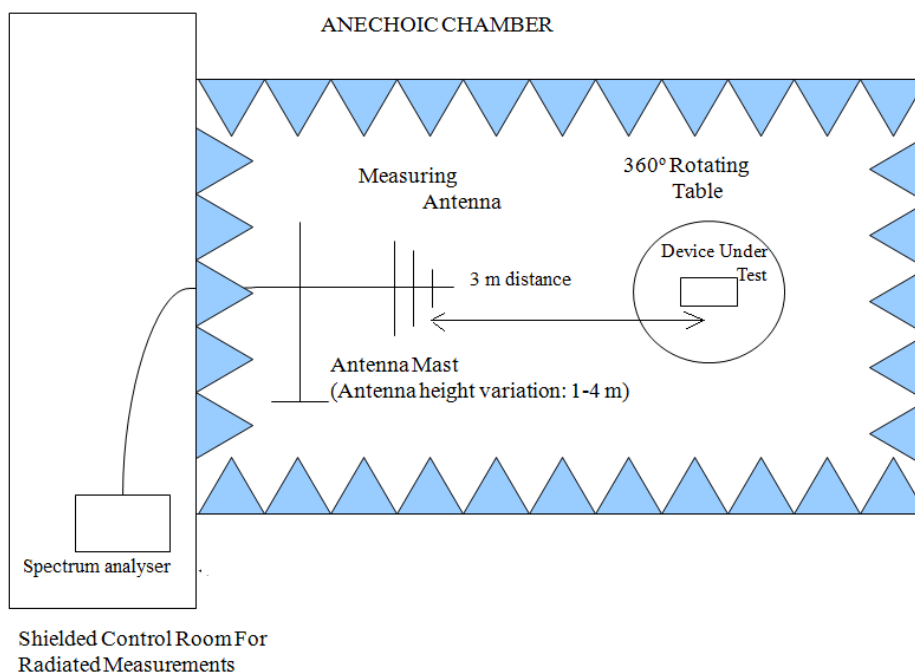 ANECHOIC CHAMBER
360º Rotating
Table
Measuring
Antenna
Device Under
Test
3 m distance
Antenna Mast
(Antenna height variation: 1-4 m)
Spectrum analyser
Shielded Control Room For
Radiated Measurements